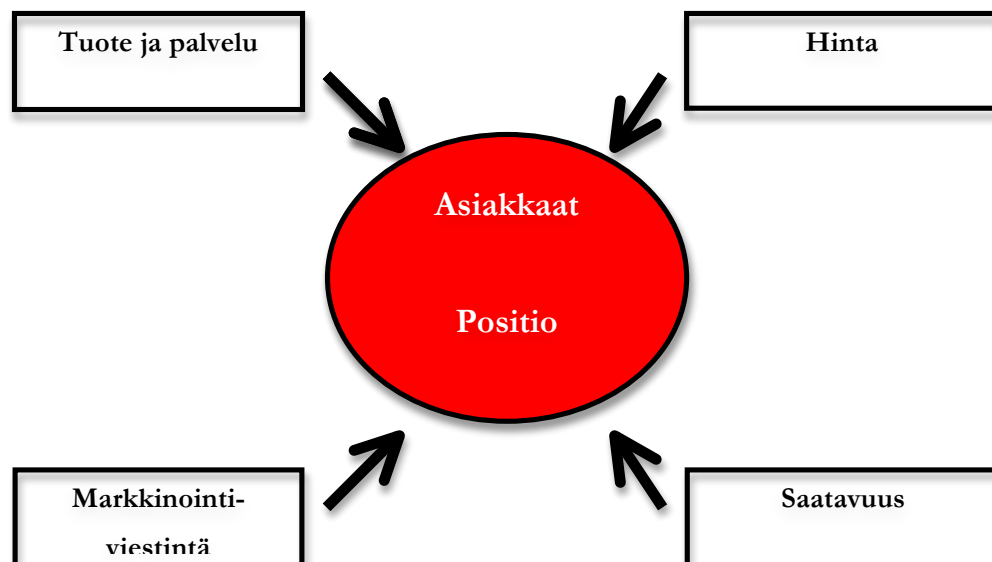 Tuote ja palvelu
Hinta
Asiakkaat
Positio
Markkinointi-
viestintä
Saatavuus